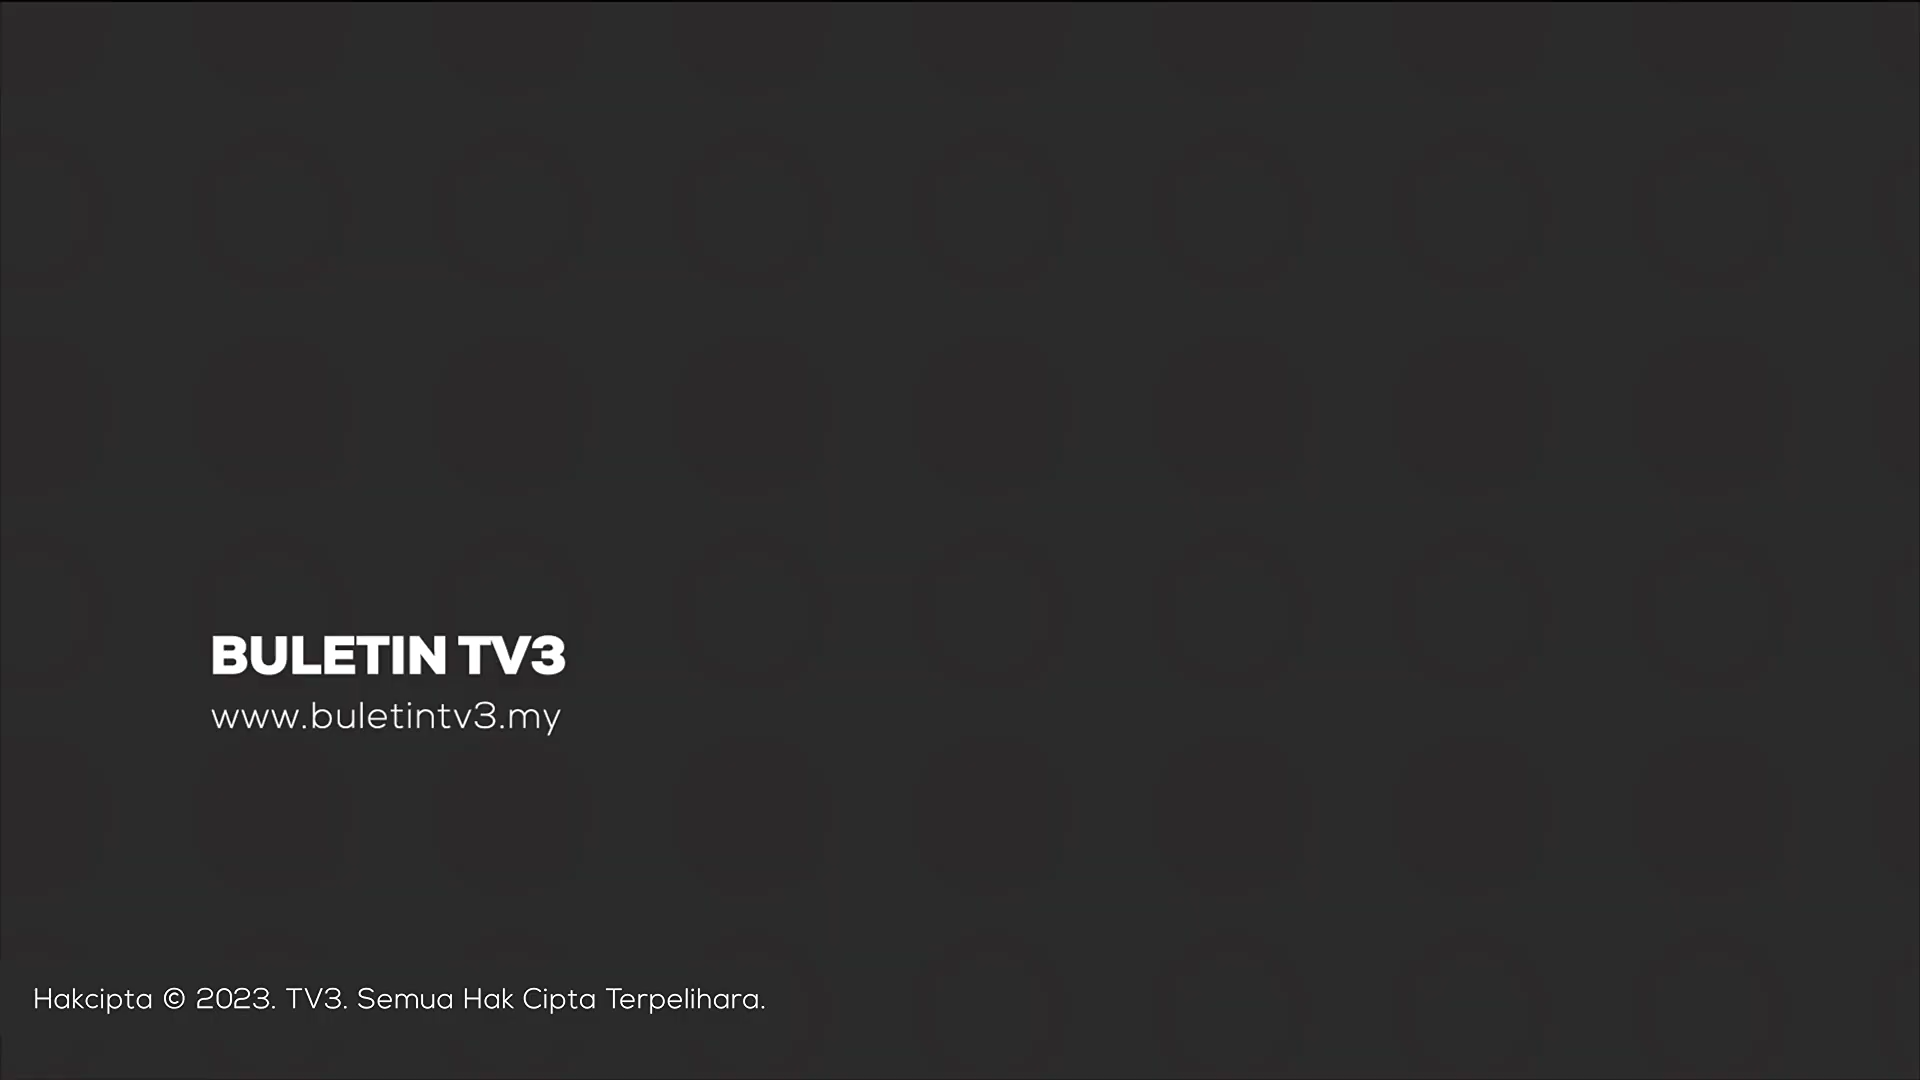 BULETIN TV3
www.buletintv3.my
Hakcipta © 2023. TV3. Semua Hak Cipta Terpelihara.